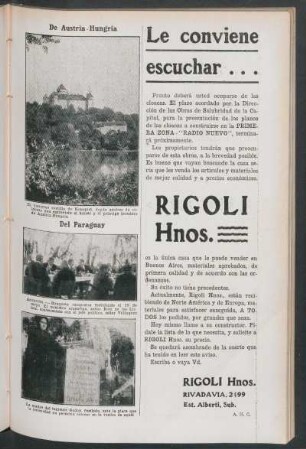 De Austria-Hungría
Del Paraguay
Le conviene
escuchar . . .
Pronto deberá usted ocuparse de las
cloacas. El plazo acordado por la Direc-
ción de las Obras de Salubridad de la Ca-
pital, para la presentación de los planos
de las cloacas a construirse en la PRIME-
RA ZONA: "RADIO NUEVO", termina-
rá próximamente.
Los propietarios también que preocu-
parse de esta obra, a la brevedad posible.
Es bueno que vayan buscando la casa seria
en que les venda los artículos y materiales
de mejor calidad y a precios económicos.
RIGOLI
Hnos.
es la única casa que le puede vender en
Buenos Aires, materiales aprobados, de
primera calidad y de acuerdo con las or-
denanzas.
Su éxito no tiene precedentes.
Actualmente, Rigoli Hnos., están reci-
biendo de Norte América y de Europa, ma-
teriales para satisfacer enseguida, A TO-
DOS los pedidos, por grandes que sean.
Hoy mismo llame a su constructor. Pí-
dale la lista de lo que necesita, y solicite a
RIGOLI Hnos. su precio.
Se quedará asombrado de la suerte que
ha tenido en leer este aviso.
Escriba o vaya Vd.
RIGOLI Hnos.
RIVADAVIA, 2199
Est. Alberti, Sub.